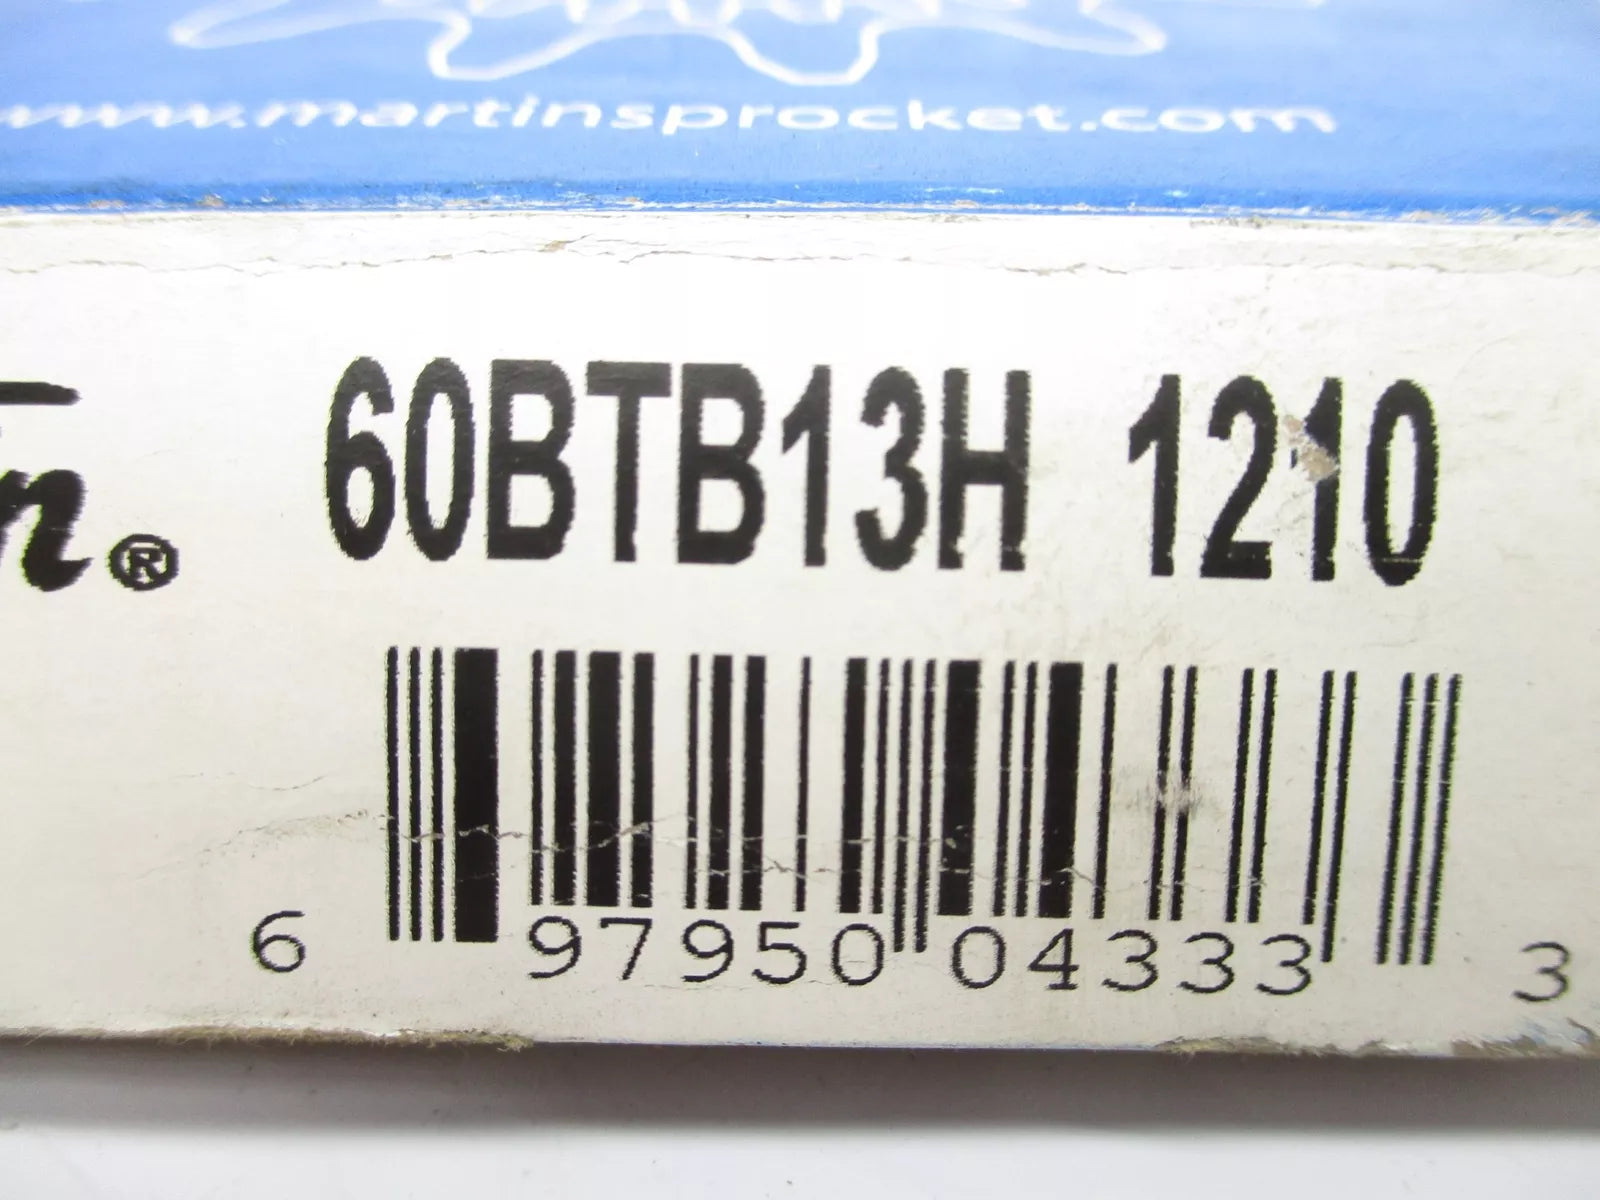 www.martinsprocket.com
60BTB13H 1210
n®
6 97950 04333 3